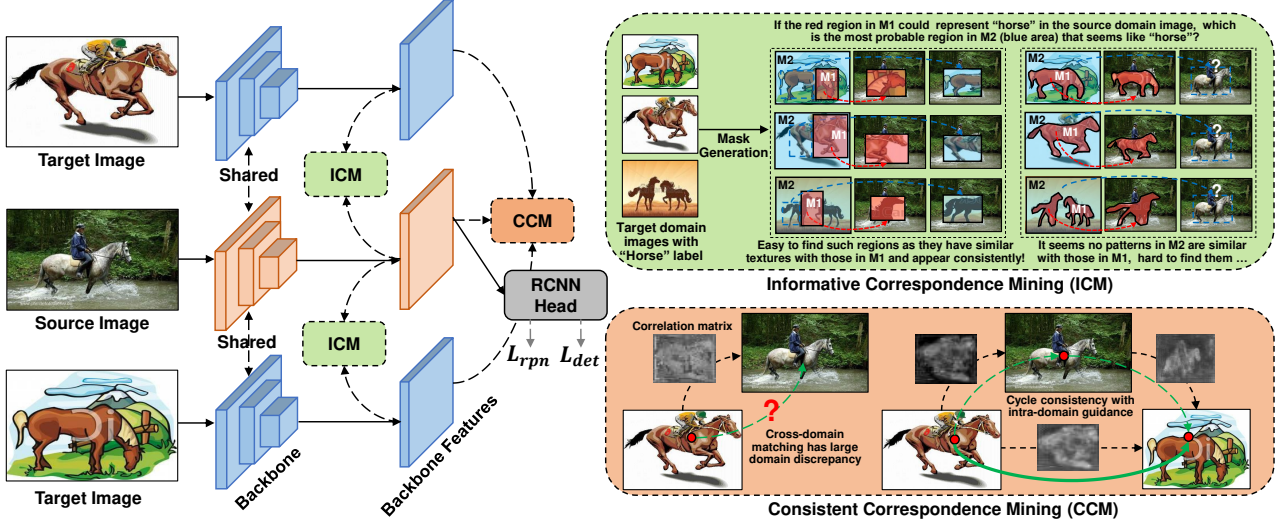 Target Image
Shared
ICM
CCM
Source Image
RCNN
Head
Shared
ICM
L_rpn
L_det
Di
Target Image
Backbone
Backbone Features
If the red region in M1 could represent “horse” in the source domain image, which
is the most probable region in M2 (blue area) that seems like “horse”?
Mask
Generation
Target domain
images with
“Horse” label
M2
M1
M2
M1
M2
M1
M2
M1
?
M2
M1
?
M2
M1
?
Easy to find such regions as they have similar
textures with those in M1 and appear consistently!
It seems no patterns in M2 are similar
with those in M1, hard to find them ...
Informative Correspondence Mining (ICM)
Correlation matrix
?
Cross-domain
matching has large
domain discrepancy
Cycle consistency with
intra-domain guidance
Di
Consistent Correspondence Mining (CCM)